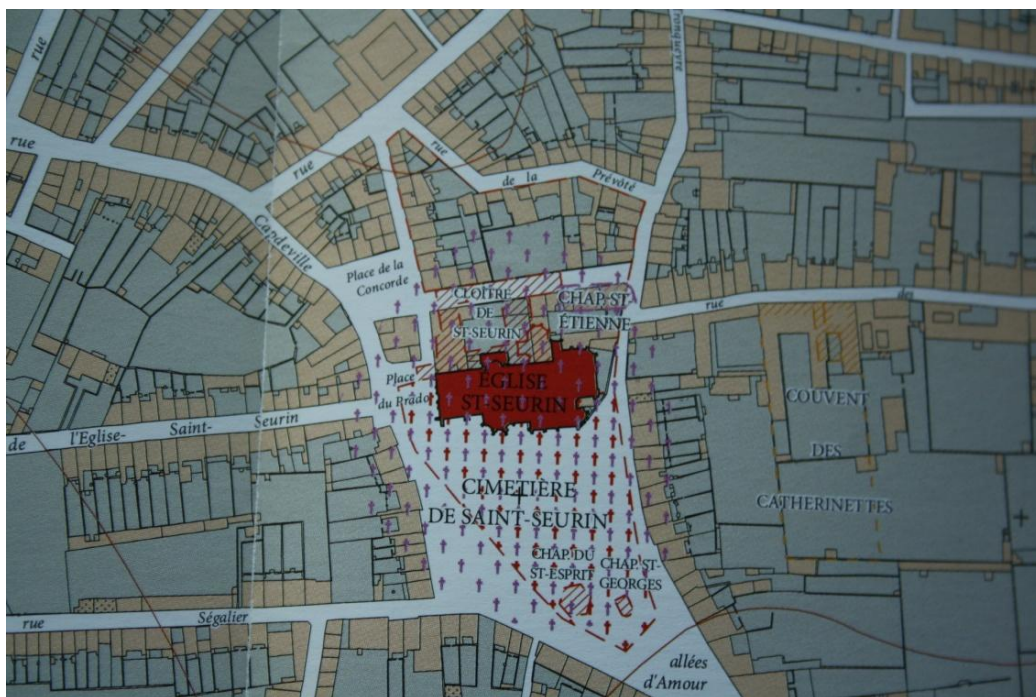 rue
rue
rue
rue
de la
Prévôté
Capdeville
Place de la
Concorde
rue
CLOÎTRE
DE
ST-SEURIN
CHAP. ST-
ÉTIENNE
Place
du Prado
ÉGLISE
ST-SEURIN
COUVENT
DES
CATHERINETTES
de l'Eglise- Saint- Seurin
CIMETIÈRE
DE SAINT-SEURIN
CHAP. DU
ST-ESPRIT
CHAP. ST-
GEORGES
rue Ségalier
allées
d'Amour